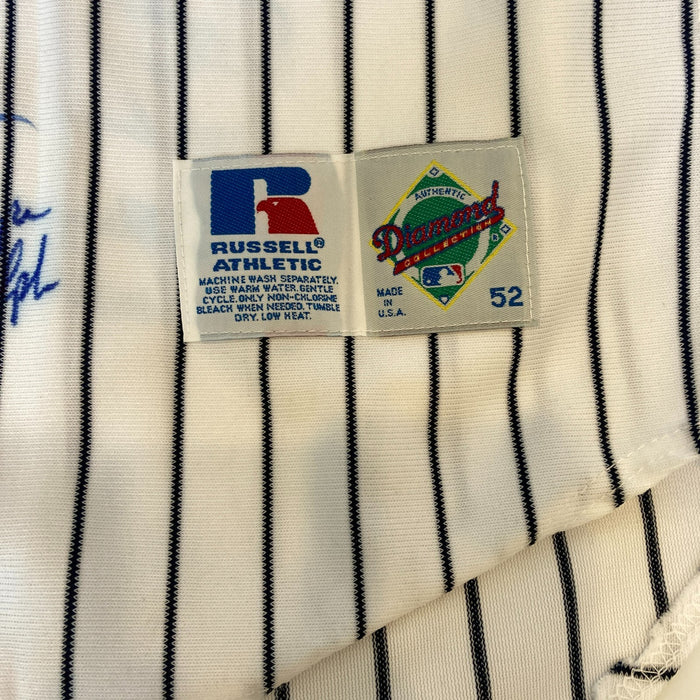 RUSSELL®
ATHLETIC
MACHINE WASH SEPARATELY.
USE WARM WATER. GENTLE
CYCLE. ONLY NON-CHLORINE
BLEACH WHEN NEEDED. TUMBLE
DRY. LOW HEAT.
AUTHENTIC
Diamond
COLLECTION
MADE IN
U.S.A.
52